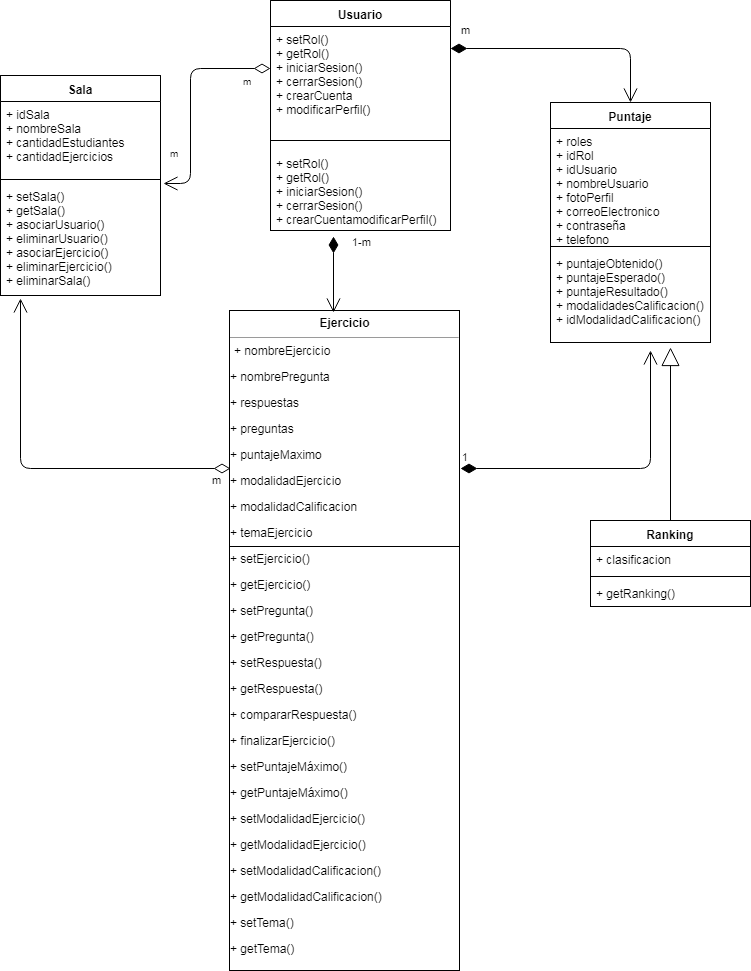 Usuario
+ setRol()
+ getRol()
+ iniciarSesion()
+ cerrarSesion()
+ crearCuenta
+ modificarPerfil()
+ setRol()
+ getRol()
+ iniciarSesion()
+ cerrarSesion()
+ crearCuentamodificarPerfil()
m
m
m
1-m
Sala
+ idSala
+ nombreSala
+ cantidadEstudiantes
+ cantidadEjercicios
+ setSala()
+ getSala()
+ asociarUsuario()
+ eliminarUsuario()
+ asociarEjercicio()
+ eliminarEjercicio()
+ eliminarSala()
Puntaje
+ roles
+ idRol
+ idUsuario
+ nombreUsuario
+ fotoPerfil
+ correoElectronico
+ contraseña
+ telefono
+ puntajeObtenido()
+ puntajeEsperado()
+ puntajeResultado()
+ modalidadesCalificacion()
+ idModalidadCalificacion()
Ejercicio
+ nombreEjercicio
+ nombrePregunta
+ respuestas
+ preguntas
+ puntajeMaximo
+ modalidadEjercicio
+ modalidadCalificacion
+ temaEjercicio
+ setEjercicio()
+ getEjercicio()
+ setPregunta()
+ getPregunta()
+ setRespuesta()
+ getRespuesta()
+ compararRespuesta()
+ finalizarEjercicio()
+ setPuntajeMáximo()
+ getPuntajeMáximo()
+ setModalidadEjercicio()
+ getModalidadEjercicio()
+ setModalidadCalificacion()
+ getModalidadCalificacion()
+ setTema()
+ getTema()
m
1
Ranking
+ clasificacion
+ getRanking()